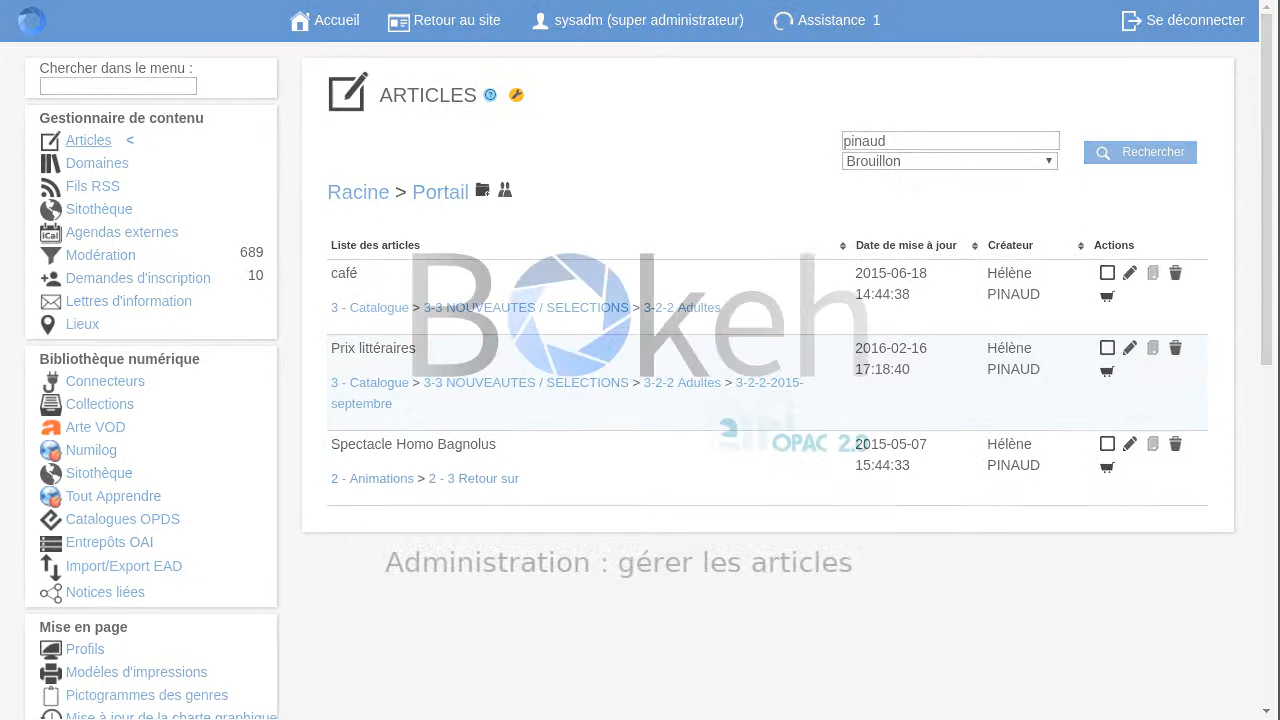 Accueil
Retour au site
sysadm (super administrateur)
Assistance 1
Se déconnecter
Chercher dans le menu :
Gestionnaire de contenu
Articles <
Domaines
Fils RSS
Sitothèque
Agendas externes
Modération 689
Demandes d'inscription 10
Lettres d'information
Lieux
Bibliothèque numérique
Connecteurs
Collections
Arte VOD
Numilog
Sitothèque
Tout Apprendre
Catalogues OPDS
Entrepôts OAI
Import/Export EAD
Notices liées
Mise en page
Profils
Modèles d'impressions
Pictogrammes des genres
Mise à jour de la charte graphique
ARTICLES
pinaud
Brouillon
Rechercher
Racine > Portail
Liste des articles Date de mise à jour Créateur Actions
café 2015-06-18 Hélène
14:44:38 PINAUD
3 - Catalogue > 3-3 NOUVEAUTES / SELECTIONS > 3-2-2 Adultes
Prix littéraires 2016-02-16 Hélène
17:18:40 PINAUD
3 - Catalogue > 3-3 NOUVEAUTES / SELECTIONS > 3-2-2 Adultes > 3-2-2-2015-
septembre
Spectacle Homo Bagnolus 2015-05-07 Hélène
15:44:33 PINAUD
2 - Animations > 2 - 3 Retour sur
Bokeh
OPAC
Administration : gérer les articles